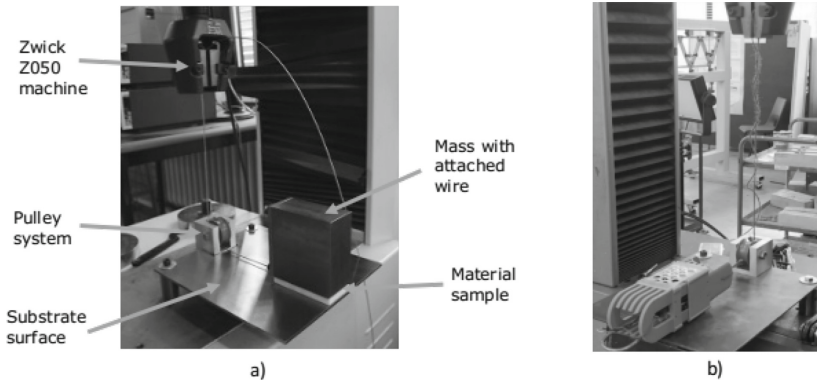 Zwick
Z050
machine
Mass with
attached
wire
Pulley
system
Material
sample
Substrate
surface
a)
b)